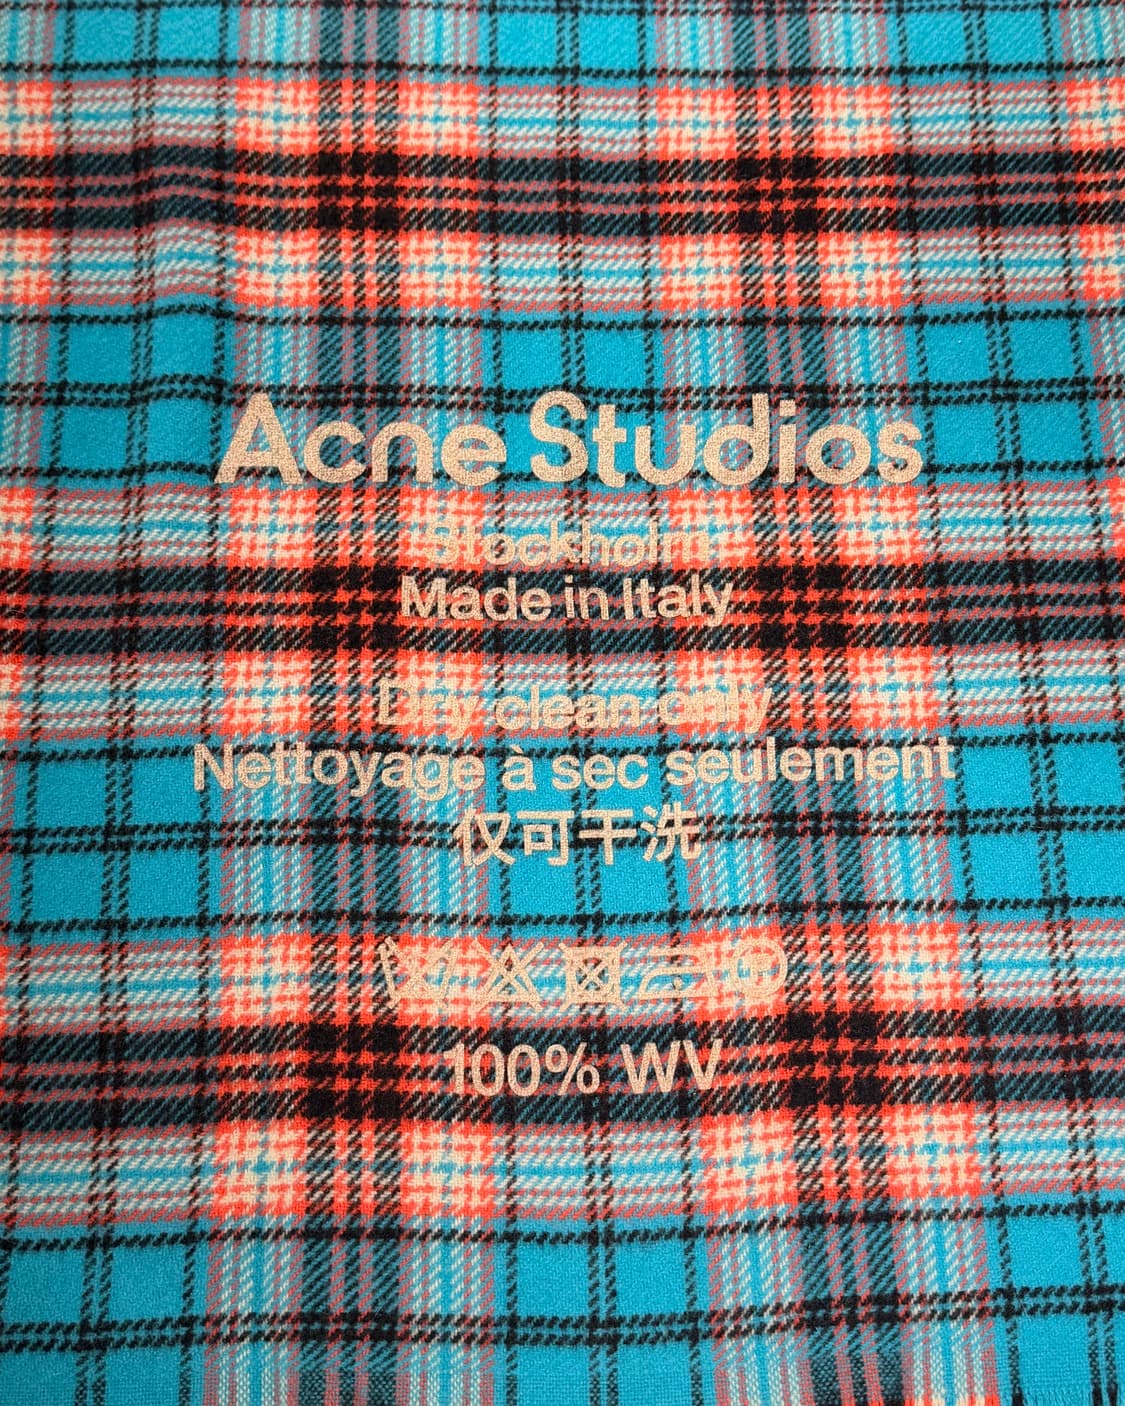 Acne Studios
Stockholm
Made in Italy
Dry clean only
Nettoyage à sec seulement
仅可干洗
100% WV